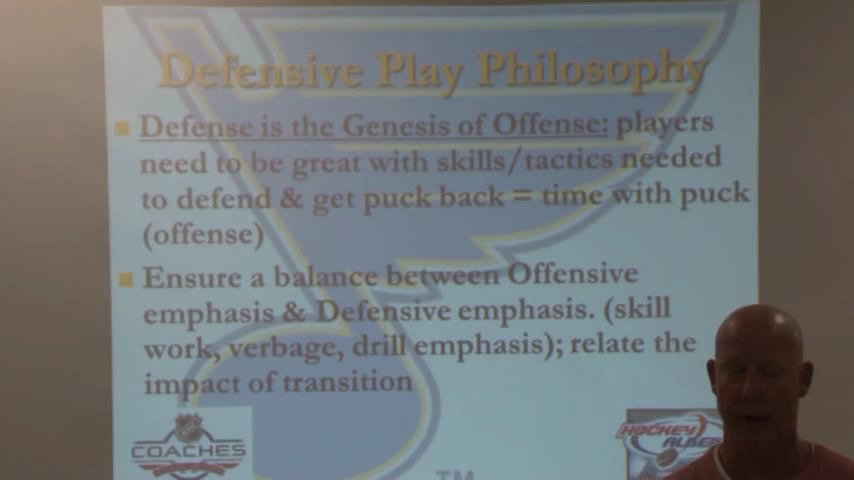 Defensive Play Philosophy
Defense is the Genesis of Offense: players
need to be great with skills/tactics needed
to defend & get puck back = time with puck
(offense)
Ensure a balance between Offensive
emphasis & Defensive emphasis. (skill
work, verbage, drill emphasis); relate the
impact of transition
COACHES
HOCKEY
TM